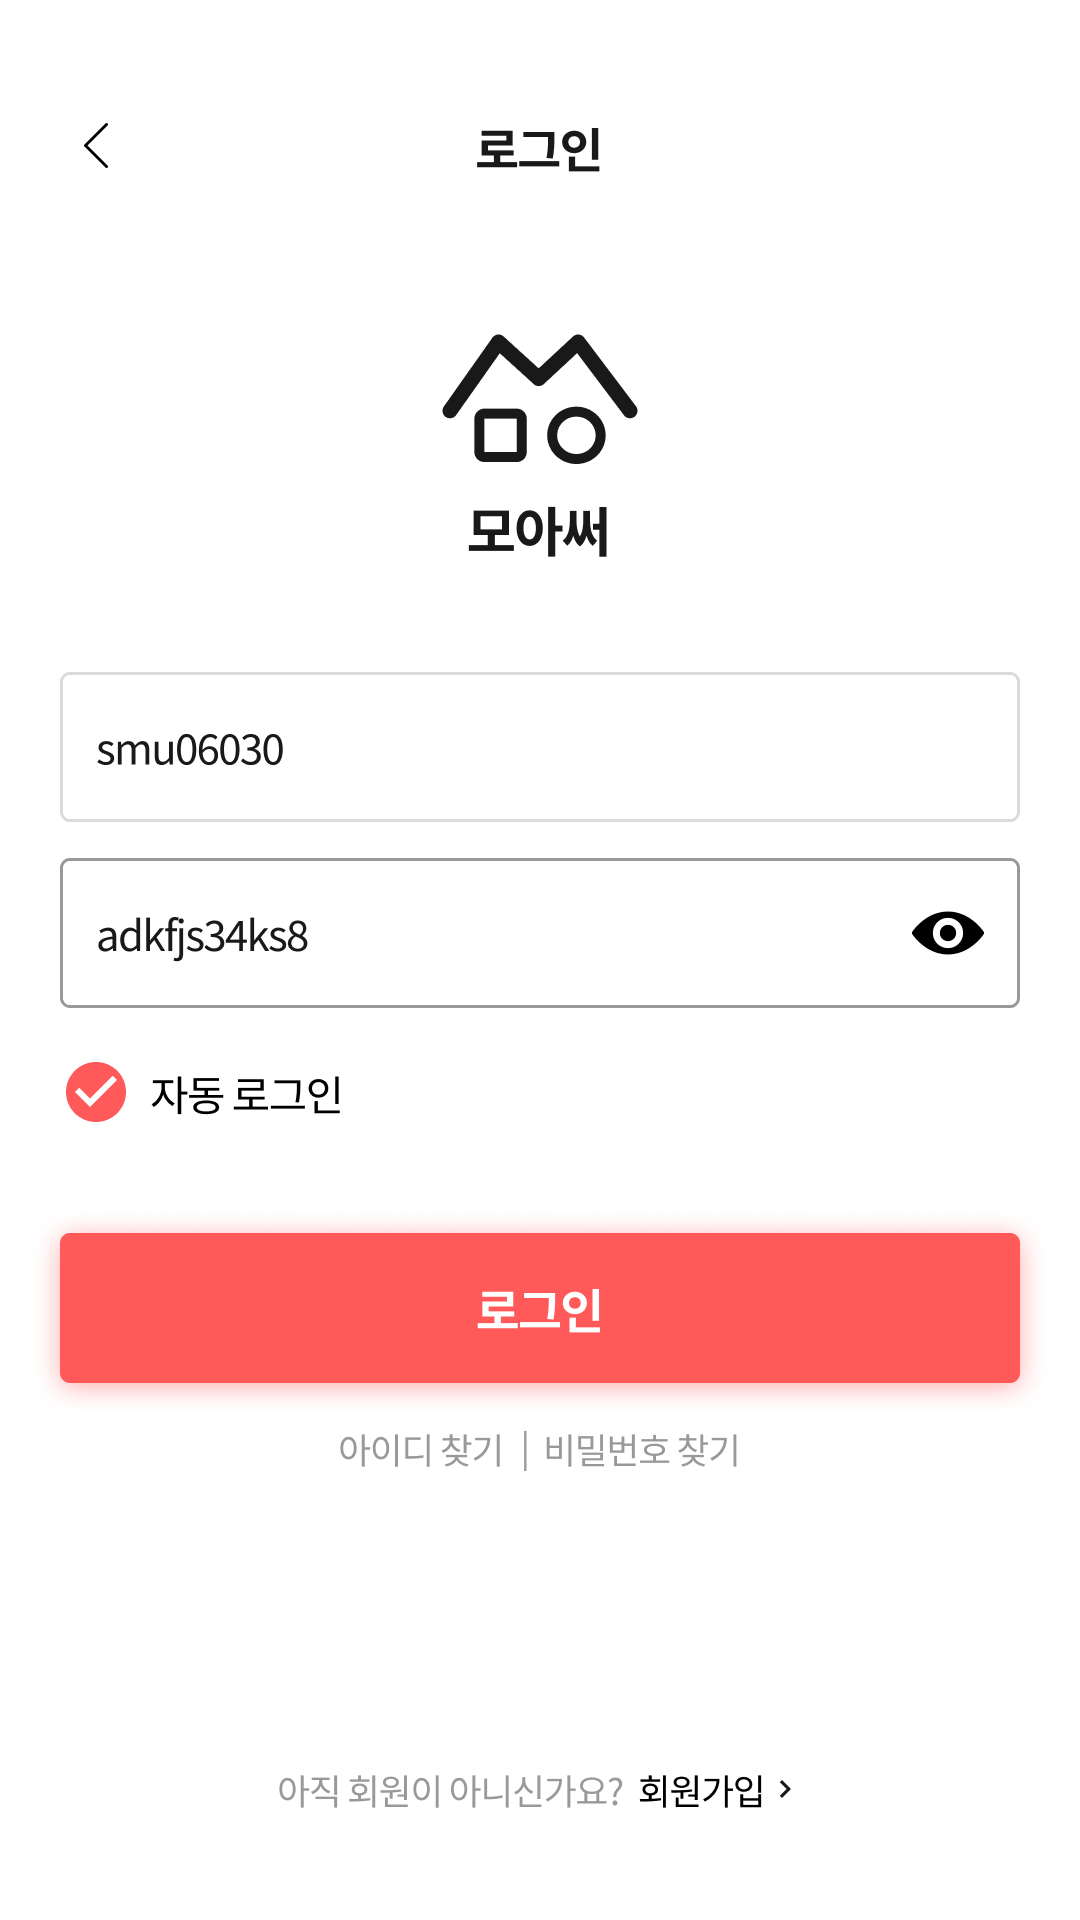 로그인
모아써
smu06030
adkfjs34ks8
자동 로그인
로그인
아이디 찾기 | 비밀번호 찾기
아직 회원이 아니신가요? 회원가입 >